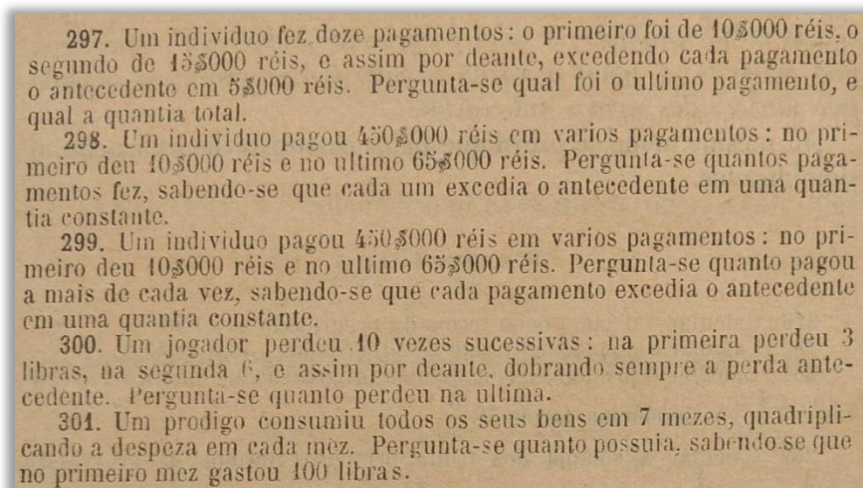 297. Um individuo fez doze pagamentos: o primeiro foi de 10$000 réis, o
segundo de 15$000 réis, e assim por deante, excedendo cada pagamento
o antecedente em 5$000 réis. Pergunta-se qual foi o ultimo pagamento, e
qual a quantia total.
298. Um individuo pagou 450$000 réis em varios pagamentos: no pri-
meiro deu 10$000 réis e no ultimo 65$000 réis. Pergunta-se quantos paga-
mentos fez, sabendo-se que cada um excedia o antecedente em uma quan-
tia constante.
299. Um individuo pagou 450$000 réis em varios pagamentos: no pri-
meiro deu 10$000 réis e no ultimo 65$000 réis. Pergunta-se quanto pagou
a mais de cada vez, sabendo-se que cada pagamento excedia o antecedente
em uma quantia constante.
300. Um jogador perdeu 10 vezes sucessivas: na primeira perdeu 3
libras, na segunda 6, e assim por deante, dobrando sempre a perda ante-
cedente. Pergunta-se quanto perdeu na ultima.
301. Um prodigo consumiu todos os seus bens em 7 mezes, quadripli-
cando a despeza em cada mez. Pergunta-se quanto possuia, sabendo-se que
no primeiro mez gastou 100 libras.